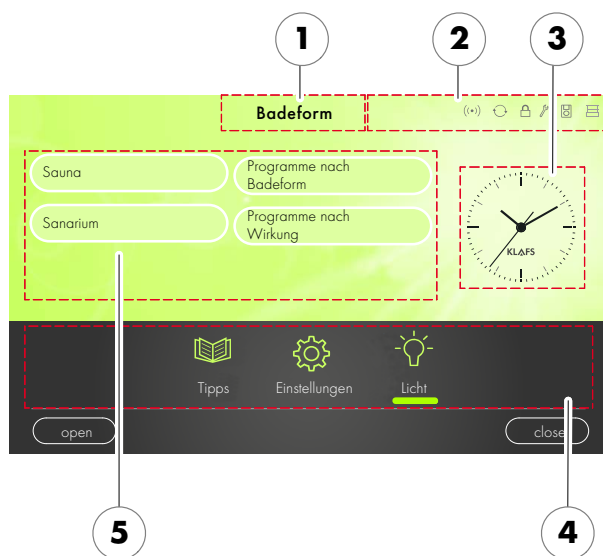 1
2
3
Badeform
Sauna
Programme nach
Badeform
Sanarium
Programme nach
Wirkung
KLAFS
Tipps
Einstellungen
Licht
open
close
5
4